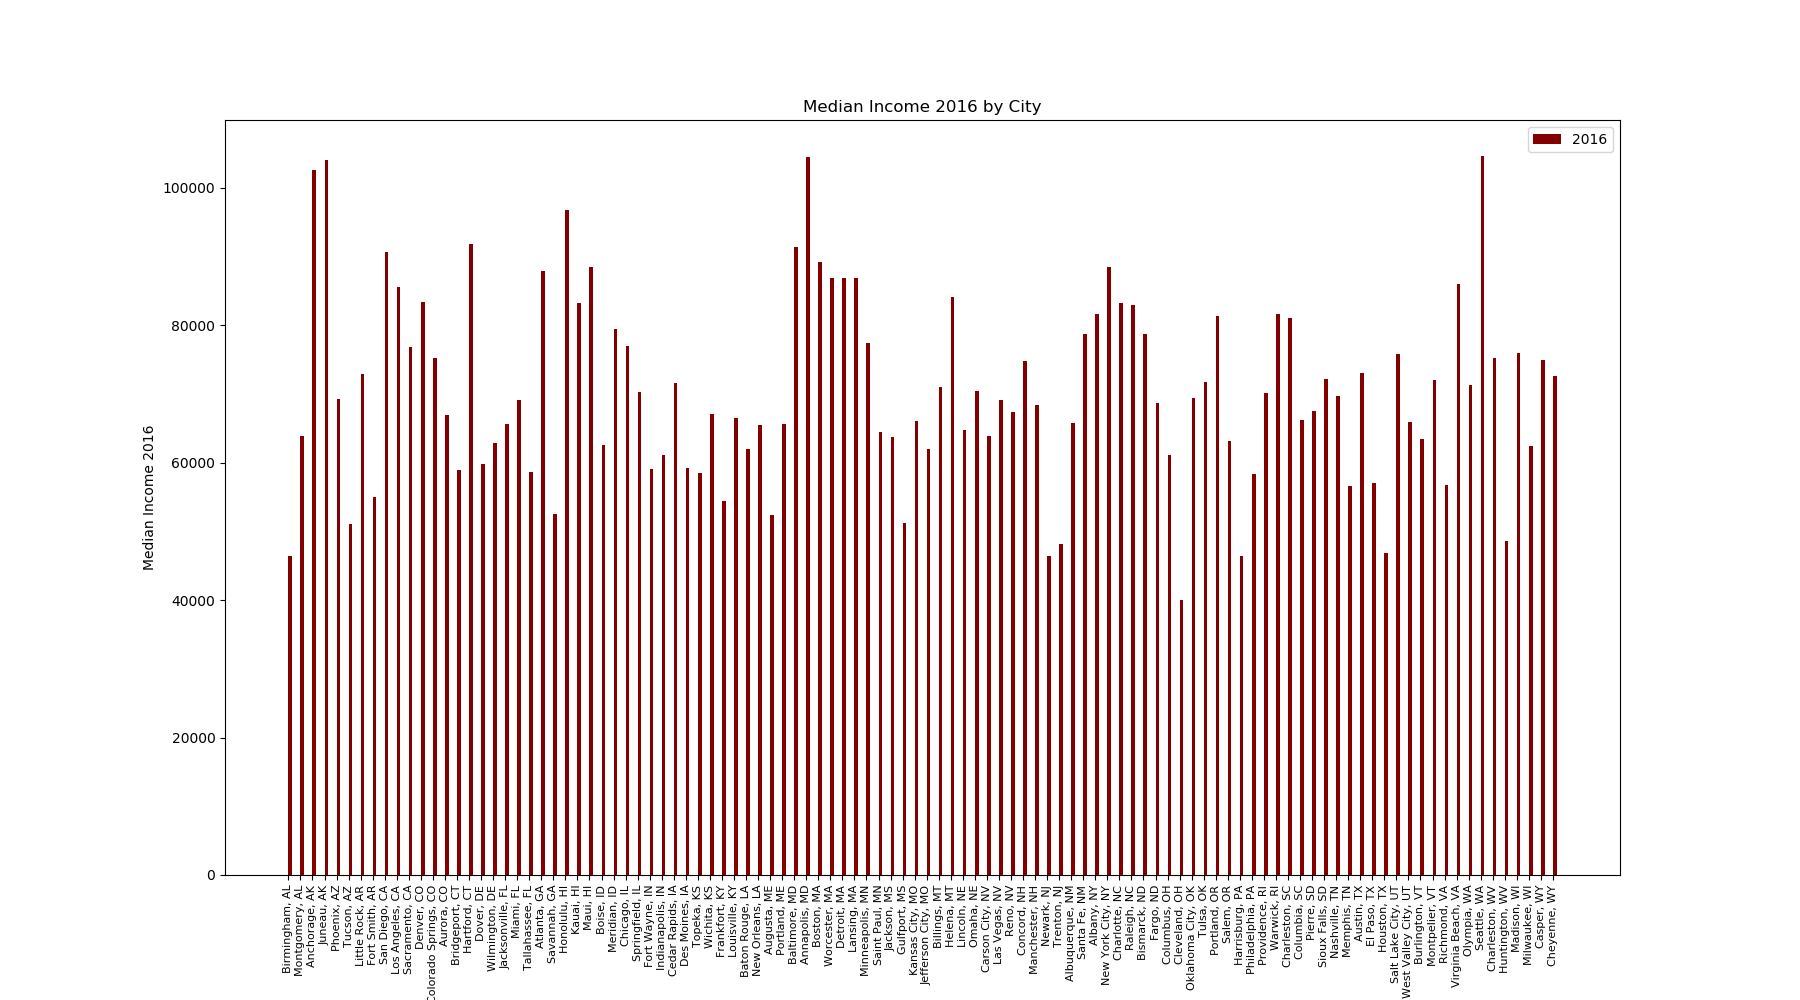 Median Income 2016 by City
2016
Median Income 2016
100000
80000
60000
40000
20000
0
Birmingham, AL
Montgomery, AL
Anchorage, AK
Juneau, AK
Phoenix, AZ
Tucson, AZ
Little Rock, AR
Fort Smith, AR
San Diego, CA
Los Angeles, CA
Sacramento, CA
Denver, CO
Colorado Springs, CO
Aurora, CO
Bridgeport, CT
Hartford, CT
Dover, DE
Wilmington, DE
Jacksonville, FL
Miami, FL
Tallahassee, FL
Atlanta, GA
Savannah, GA
Honolulu, HI
Kauai, HI
Maui, HI
Boise, ID
Meridian, ID
Chicago, IL
Springfield, IL
Fort Wayne, IN
Indianapolis, IN
Cedar Rapids, IA
Des Moines, IA
Topeka, KS
Wichita, KS
Frankfort, KY
Louisville, KY
Baton Rouge, LA
New Orleans, LA
Augusta, ME
Portland, ME
Baltimore, MD
Annapolis, MD
Boston, MA
Worcester, MA
Detroit, MA
Lansing, MA
Minneapolis, MN
Saint Paul, MN
Jackson, MS
Gulfport, MS
Kansas City, MO
Jefferson City, MO
Billings, MT
Helena, MT
Lincoln, NE
Omaha, NE
Carson City, NV
Las Vegas, NV
Reno, NV
Concord, NH
Manchester, NH
Newark, NJ
Trenton, NJ
Albuquerque, NM
Santa Fe, NM
Albany, NY
New York City, NY
Charlotte, NC
Raleigh, NC
Bismarck, ND
Fargo, ND
Columbus, OH
Cleveland, OH
Oklahoma City, OK
Tulsa, OK
Portland, OR
Salem, OR
Harrisburg, PA
Philadelphia, PA
Providence, RI
Warwick, RI
Charleston, SC
Columbia, SC
Pierre, SD
Sioux Falls, SD
Nashville, TN
Memphis, TN
Austin, TX
El Paso, TX
Houston, TX
Salt Lake City, UT
West Valley City, UT
Burlington, VT
Montpelier, VT
Richmond, VA
Virginia Beach, VA
Olympia, WA
Seattle, WA
Charleston, WV
Huntington, WV
Madison, WI
Milwaukee, WI
Casper, WY
Cheyenne, WY